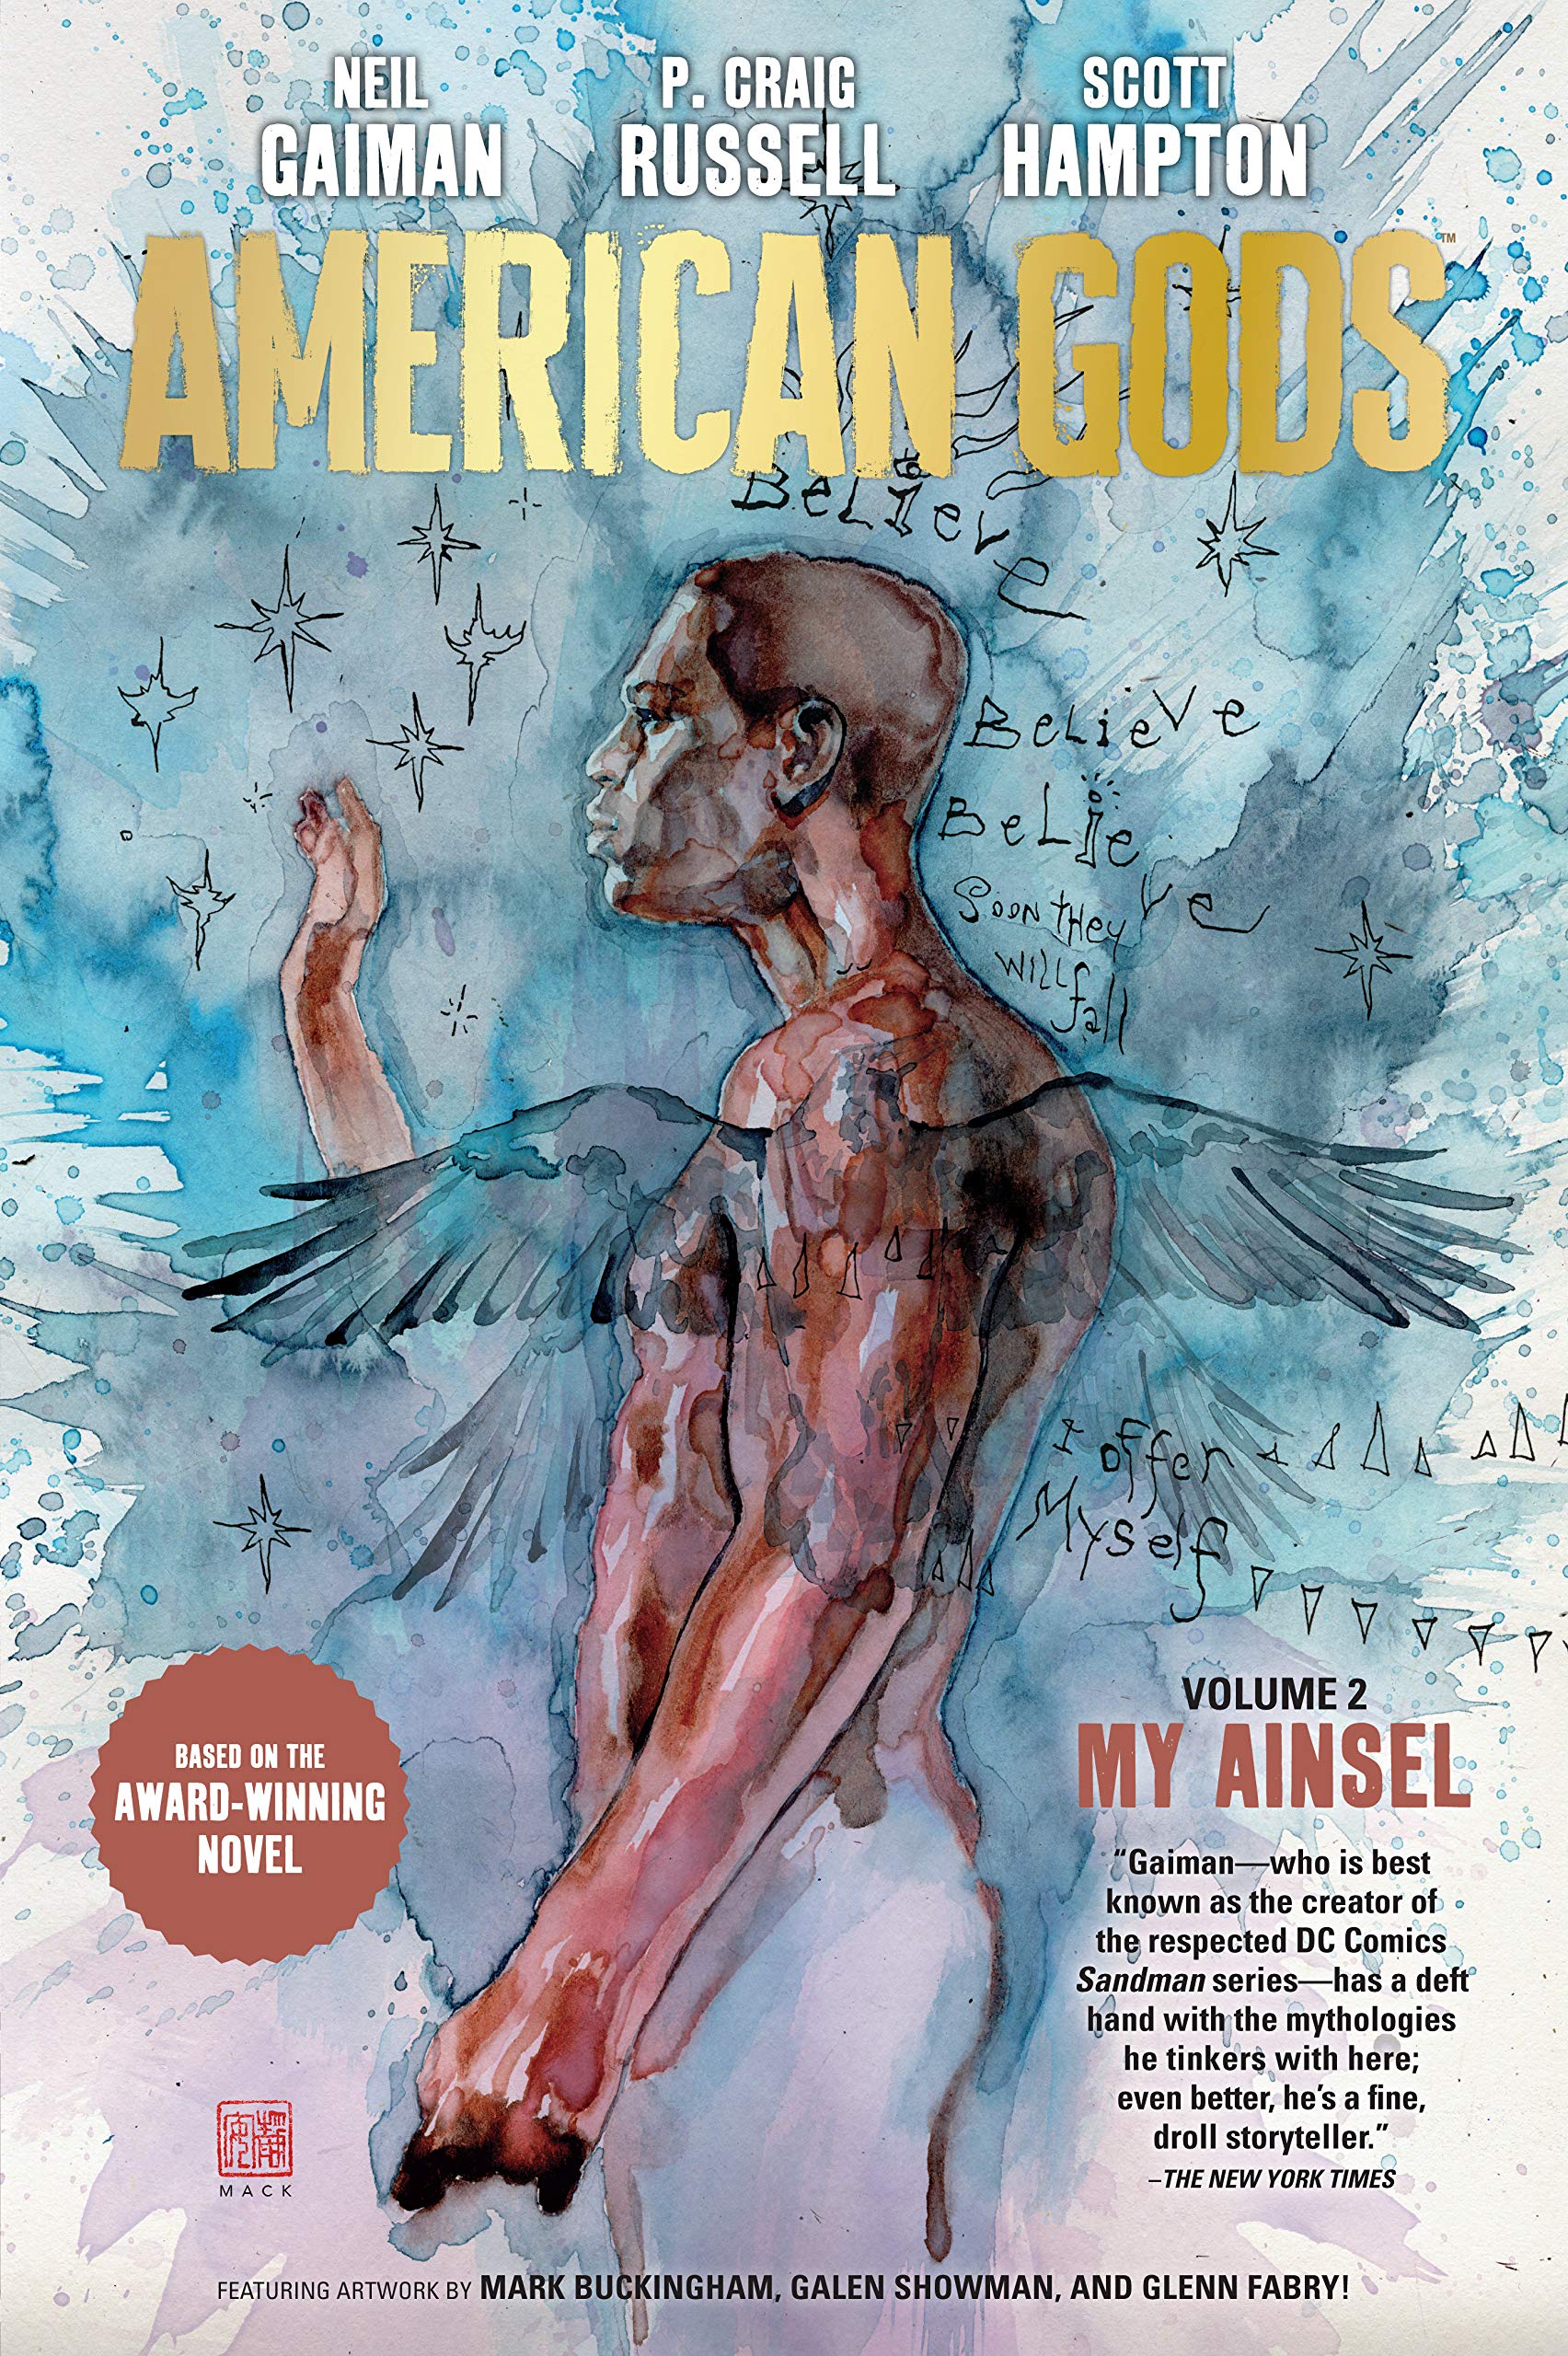 NEIL GAIMAN
P. CRAIG RUSSELL
SCOTT HAMPTON
AMERICAN GODS™
Believe
Believe
Believe
Soon they
will
fall
I offer
Myself
VOLUME 2
MY AINSEL
BASED ON THE
AWARD-WINNING
NOVEL
“Gaiman—who is best
known as the creator of
the respected DC Comics
Sandman series—has a deft
hand with the mythologies
he tinkers with here;
even better, he’s a fine,
droll storyteller.”
–THE NEW YORK TIMES
MACK
FEATURING ARTWORK BY MARK BUCKINGHAM, GALEN SHOWMAN, AND GLENN FABRY!